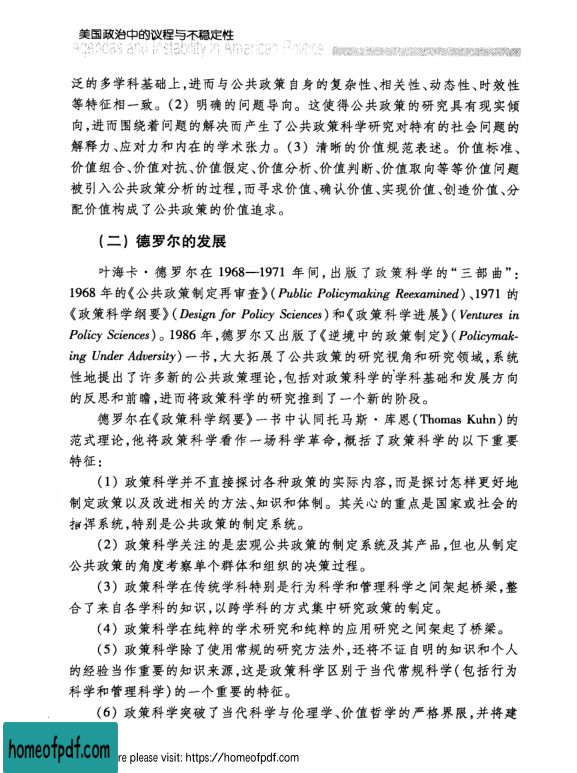 美国政治中的议程与不稳定性
Agendas and Instability in American Politics
泛的多学科基础上,进而与公共政策自身的复杂性、相关性、动态性、时效性
等特征相一致。(2) 明确的问题导向。这使得公共政策的研究具有现实倾
向,进而围绕着问题的解决而产生了公共政策科学研究对特有的社会问题的
解释力、应对力和内在的学术张力。(3) 清晰的价值规范表述。价值标准、
价值组合、价值对抗、价值假定、价值分析、价值判断、价值取向等等价值问题
被引入公共政策分析的过程,而寻求价值、确认价值、实现价值、创造价值、分
配价值构成了公共政策的价值追求。
(二) 德罗尔的发展
叶海卡·德罗尔在 1968—1971 年间,出版了政策科学的“三部曲”:
1968 年的《公共政策制定再审查》(Public Policymaking Reexamined)、1971 的
《政策科学纲要》(Design for Policy Sciences)和《政策科学进展》(Ventures in
Policy Sciences)。1986 年,德罗尔又出版了《逆境中的政策制定》(Policymak-
ing Under Adversity)一书,大大拓展了公共政策的研究视角和研究领域,系统
性地提出了许多新的公共政策理论,包括对政策科学的学科基础和发展方向
的反思和前瞻,进而将政策科学的研究推到了一个新的阶段。
德罗尔在《政策科学纲要》一书中认同托马斯·库恩(Thomas Kuhn)的
范式理论,他将政策科学看作一场科学革命,概括了政策科学的以下重要
特征:
(1) 政策科学并不直接探讨各种政策的实际内容,而是探讨怎样更好地
制定政策以及改进相关的方法、知识和体制。其关心的重点是国家或社会的
指挥系统,特别是公共政策的制定系统。
(2) 政策科学关注的是宏观公共政策的制定系统及其产品,但也从制定
公共政策的角度考察单个群体和组织的决策过程。
(3) 政策科学在传统学科特别是行为科学和管理科学之间架起桥梁,整
合了来自各学科的知识,以跨学科的方式集中研究政策的制定。
(4) 政策科学在纯粹的学术研究和纯粹的应用研究之间架起了桥梁。
(5) 政策科学除了使用常规的研究方法外,还将不证自明的知识和个人
的经验当作重要的知识来源,这是政策科学区别于当代常规科学(包括行为
科学和管理科学)的一个重要的特征。
(6) 政策科学突破了当代科学与伦理学、价值哲学的严格界限,并将建
homeofpdf.com
re please visit: https://homeofpdf.com